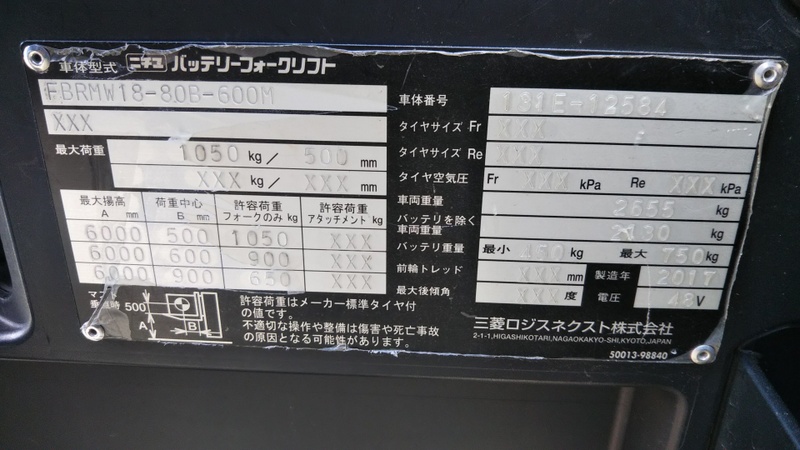 車体型式 ニチユ バッテリーフォークリフト
FBRMW18-80B-600M
XXX
最大荷重 1050 kg／ 500 mm
XXX kg／ XXX mm
最大揚高 A mm 荷重中心 B mm 許容荷重 フォークのみ kg 許容荷重 アタッチメント kg
6000 500 1050 XXX
6000 600 900 XXX
6000 900 650 XXX
垂直時 500 A B
許容荷重はメーカー標準タイヤ付
の値です。
不適切な操作や整備は傷害や死亡事故
の原因となる可能性があります。
車体番号
タイヤサイズ Fr XXX
タイヤサイズ Re XXX
タイヤ空気圧 Fr XXX kPa Re XXX kPa
車両重量 2655 kg
バッテリを除く
車両重量 kg
バッテリ重量 最小 kg 最大 750 kg
前輪トレッド XXX mm 製造年 2017
最大後傾角 XXX 度 電圧 48 V
三菱ロジスネクスト株式会社
2-1-1,HIGASHIKOTARI,NAGAOKAKYO-SHI,KYOTO,JAPAN
50013-98840